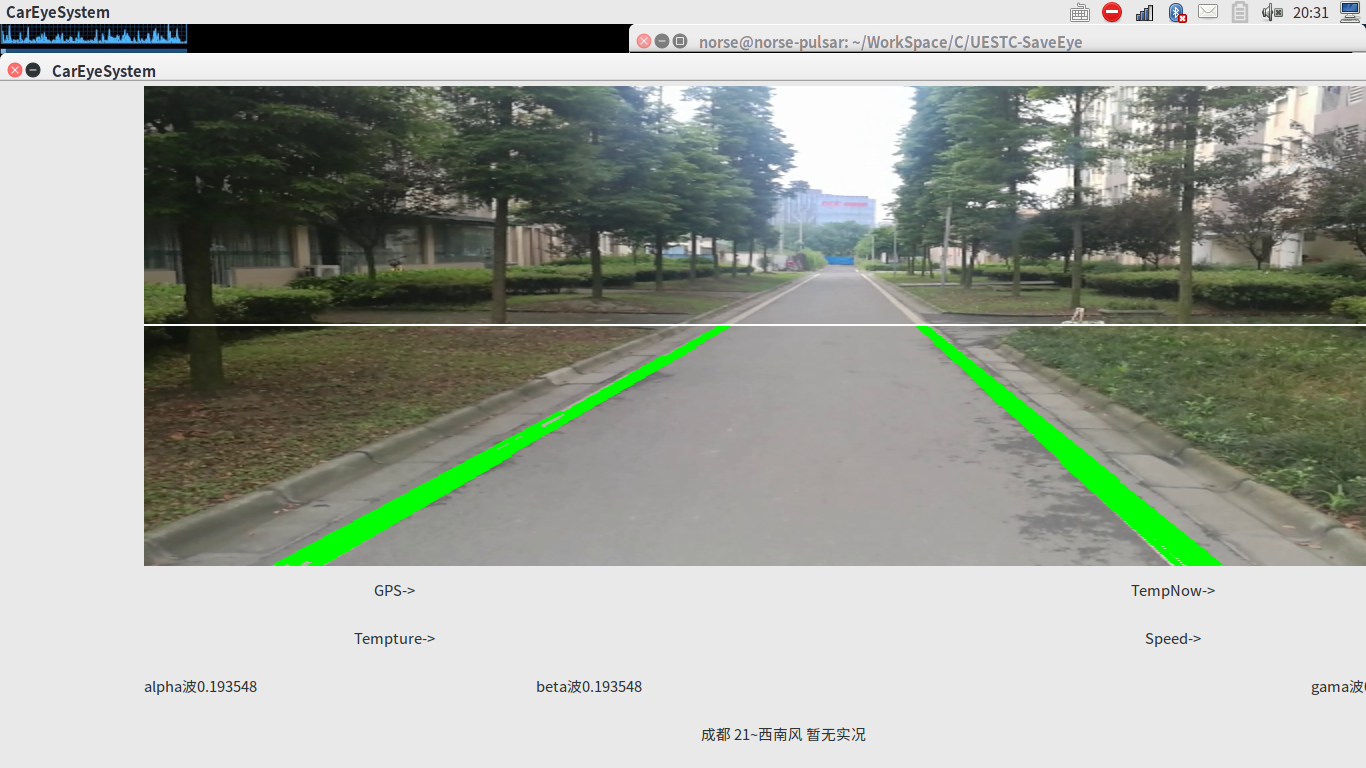 CarEyeSystem
20:31
norse@norse-pulsar: ~/WorkSpace/C/UESTC-SaveEye
CarEyeSystem
GPS->
TempNow->
Tempture->
Speed->
alpha波0.193548
beta波0.193548
gama波
成都 21~西南风 暂无实况